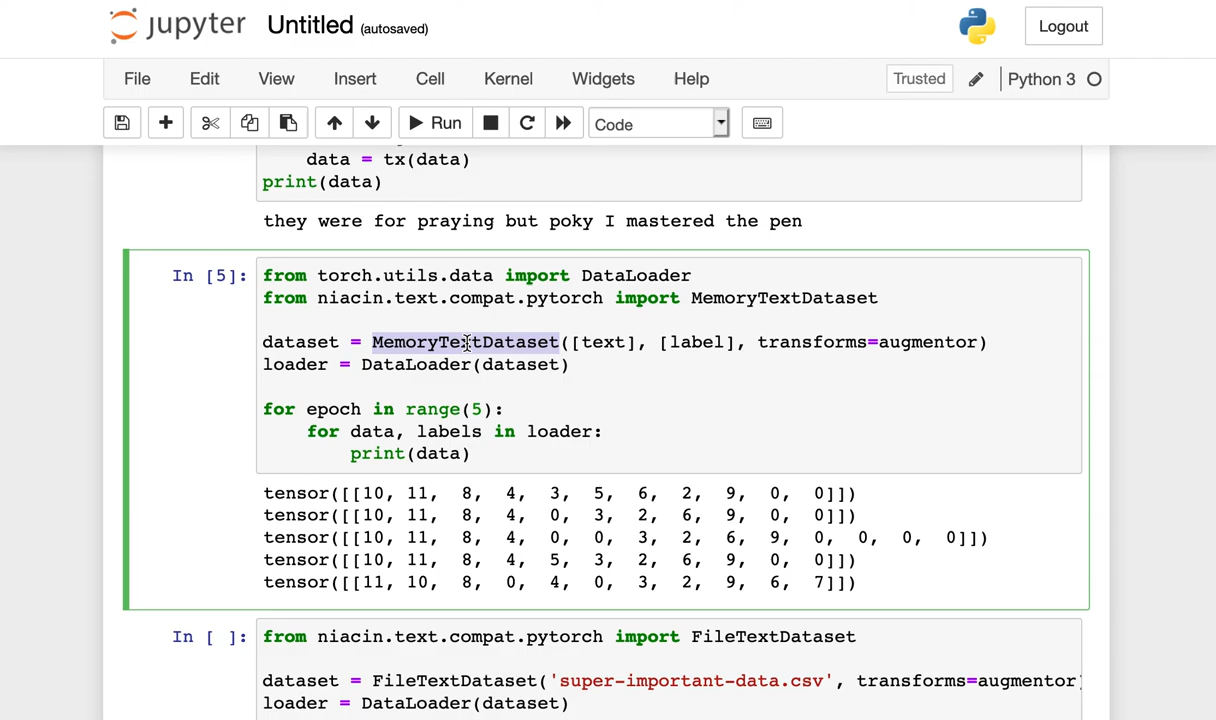 jupyter Untitled (autosaved) Logout
File Edit View Insert Cell Kernel Widgets Help Trusted Python 3
Run Code
data = tx(data)
print(data)
they were for praying but poky I mastered the pen
In [5]: from torch.utils.data import DataLoader
from niacin.text.compat.pytorch import MemoryTextDataset
dataset = MemoryTextDataset([text], [label], transforms=augmentor)
loader = DataLoader(dataset)
for epoch in range(5):
for data, labels in loader:
print(data)
tensor([[10, 11, 8, 4, 3, 5, 6, 2, 9, 0, 0]])
tensor([[10, 11, 8, 4, 0, 3, 2, 6, 9, 0, 0]])
tensor([[10, 11, 8, 4, 0, 0, 3, 2, 6, 9, 0, 0, 0, 0]])
tensor([[10, 11, 8, 4, 5, 3, 2, 6, 9, 0, 0]])
tensor([[11, 10, 8, 0, 4, 0, 3, 2, 9, 6, 7]])
In [ ]: from niacin.text.compat.pytorch import FileTextDataset
dataset = FileTextDataset('super-important-data.csv', transforms=augmentor)
loader = DataLoader(dataset)